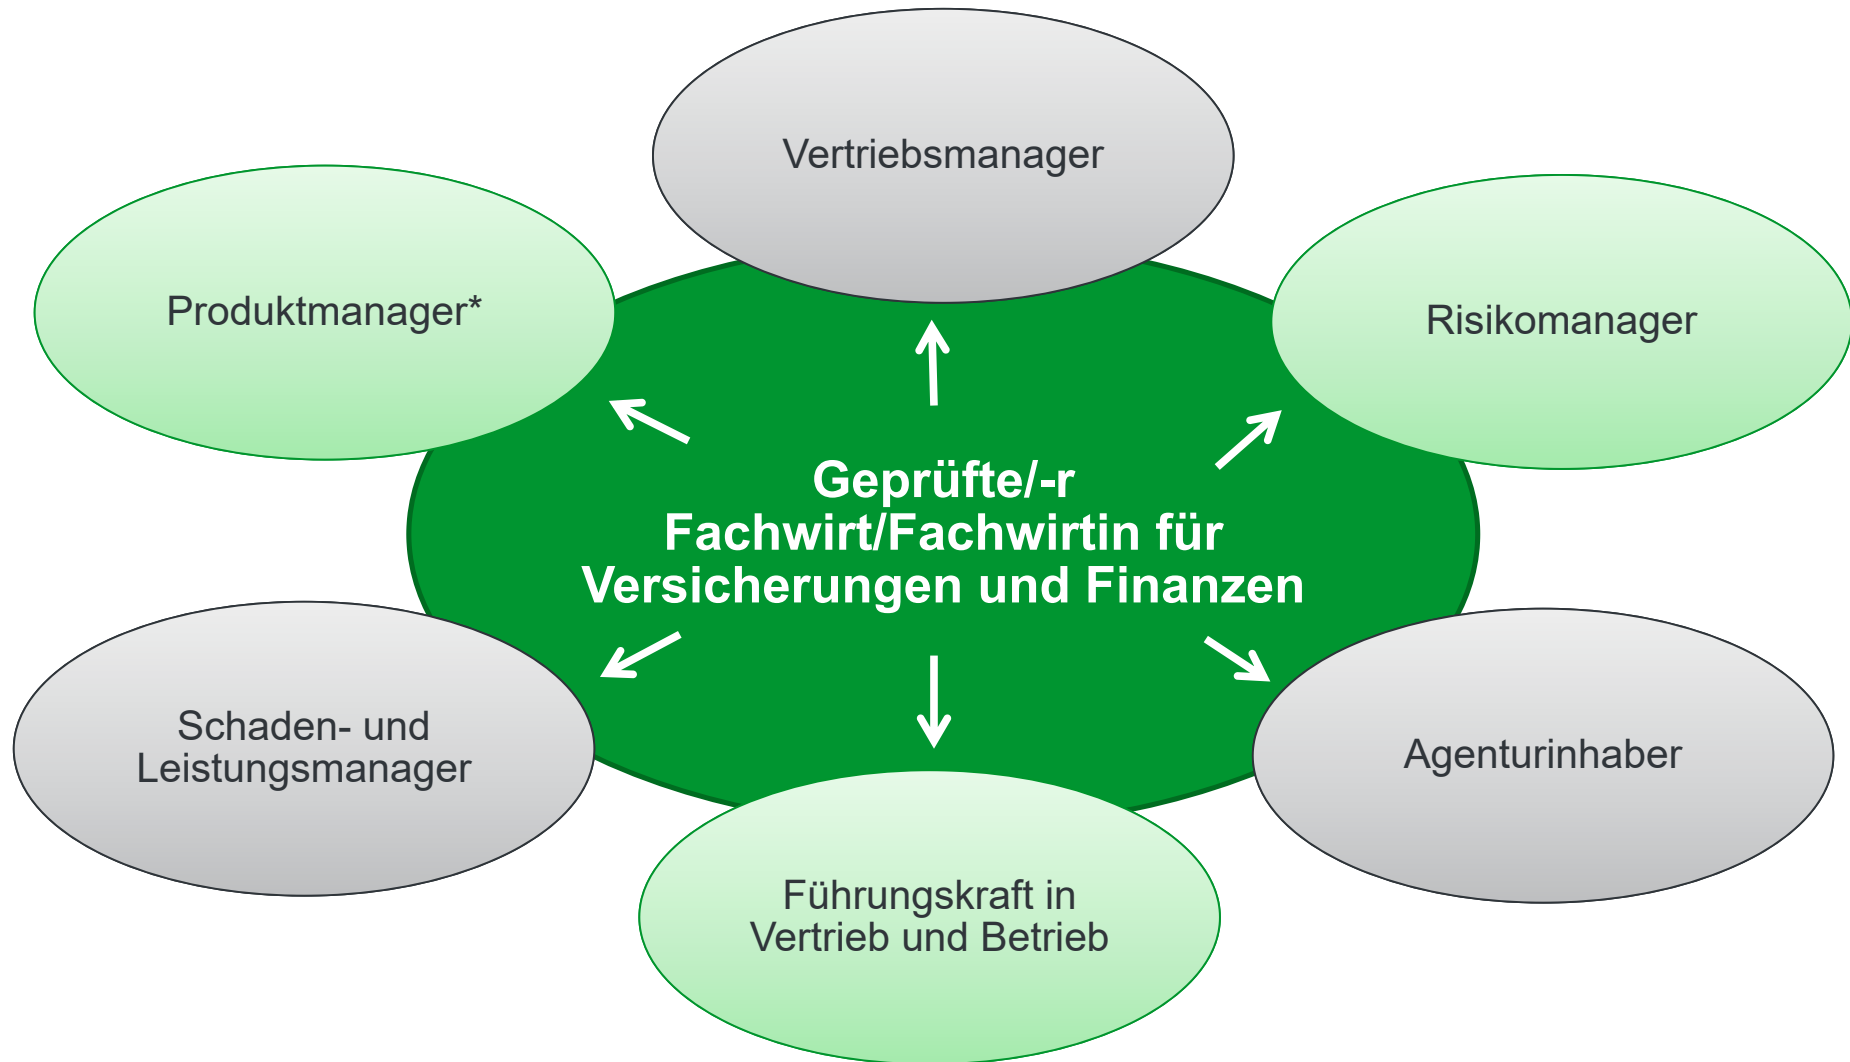 Vertriebsmanager
Produktmanager*
Risikomanager
Geprüfte/-r
Fachwirt/Fachwirtin für
Versicherungen und Finanzen
Schaden- und
Leistungsmanager
Agenturinhaber
Führungskraft in
Vertrieb und Betrieb